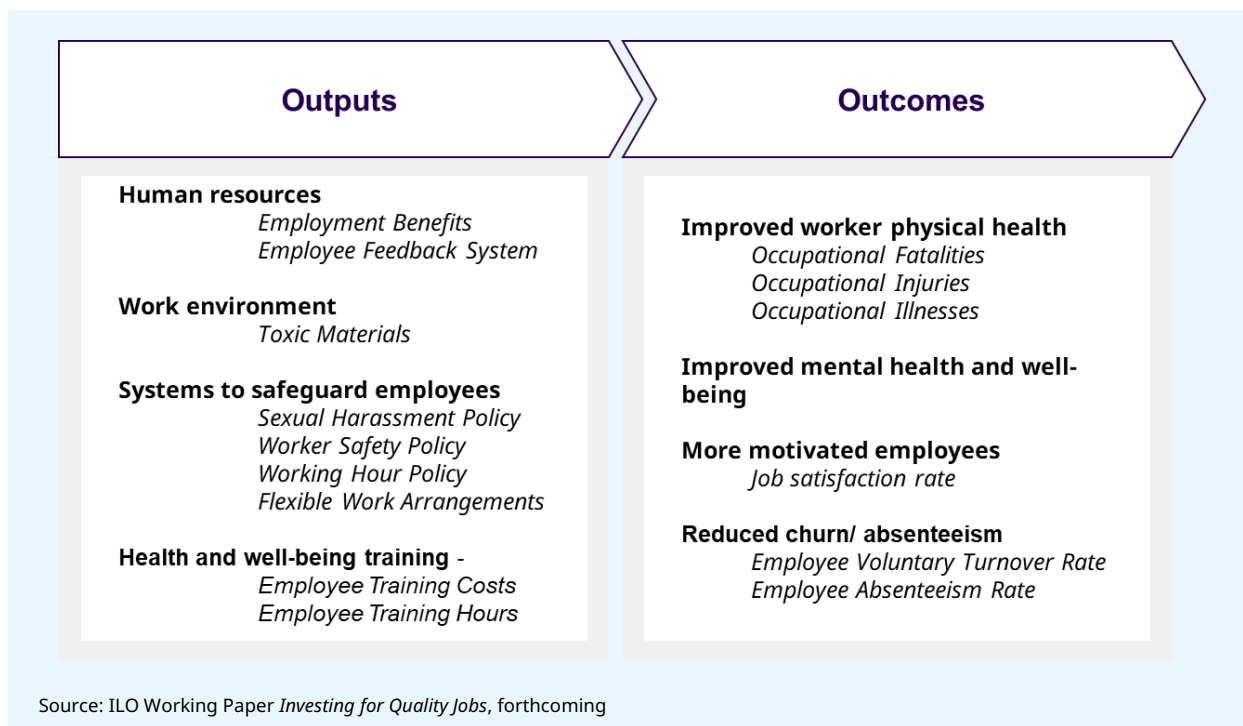 Outputs
Human resources
Employment Benefits
Employee Feedback System
Work environment
Toxic Materials
Systems to safeguard employees
Sexual Harassment Policy
Worker Safety Policy
Working Hour Policy
Flexible Work Arrangements
Health and well-being training -
Employee Training Costs
Employee Training Hours
Outcomes
Improved worker physical health
Occupational Fatalities
Occupational Injuries
Occupational Illnesses
Improved mental health and well-
being
More motivated employees
Job satisfaction rate
Reduced churn/ absenteeism
Employee Voluntary Turnover Rate
Employee Absenteeism Rate
Source: ILO Working Paper Investing for Quality Jobs, forthcoming